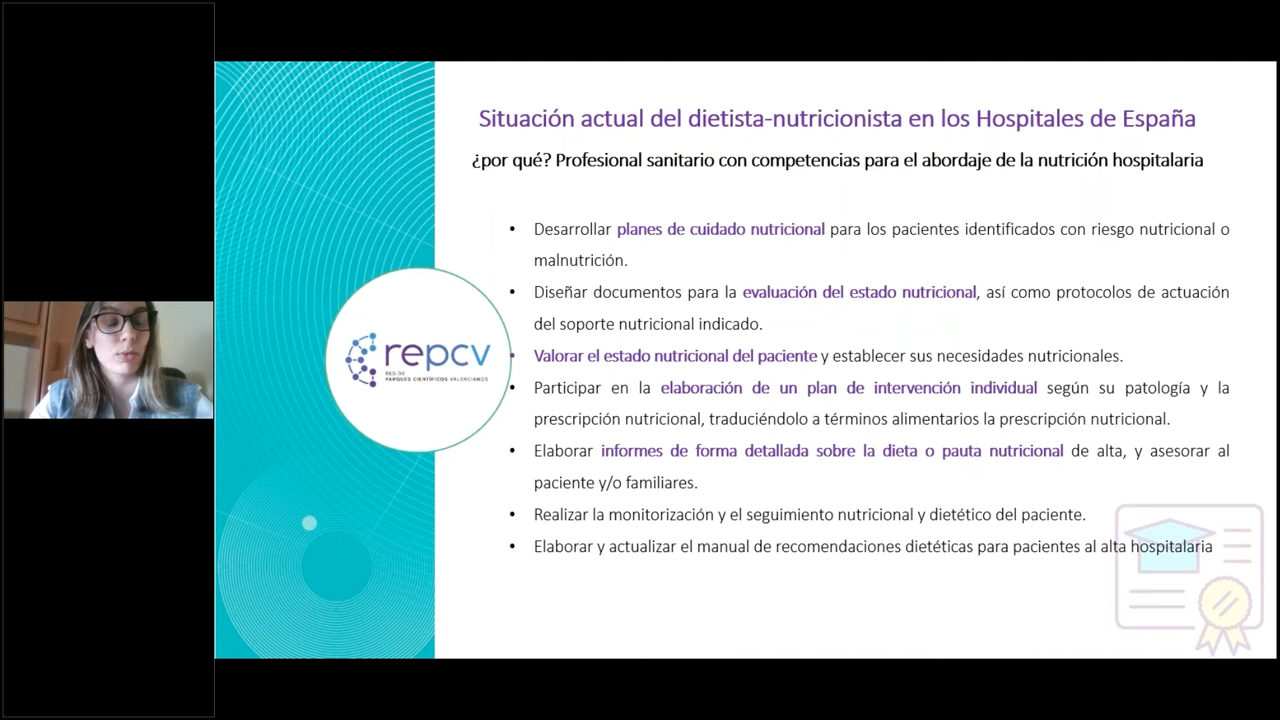 Situación actual del dietista-nutricionista en los Hospitales de España
¿por qué? Profesional sanitario con competencias para el abordaje de la nutrición hospitalaria
• Desarrollar planes de cuidado nutricional para los pacientes identificados con riesgo nutricional o
malnutrición.
• Diseñar documentos para la evaluación del estado nutricional, así como protocolos de actuación
del soporte nutricional indicado.
• Valorar el estado nutricional del paciente y establecer sus necesidades nutricionales.
• Participar en la elaboración de un plan de intervención individual según su patología y la
prescripción nutricional, traduciéndolo a términos alimentarios la prescripción nutricional.
• Elaborar informes de forma detallada sobre la dieta o pauta nutricional de alta, y asesorar al
paciente y/o familiares.
• Realizar la monitorización y el seguimiento nutricional y dietético del paciente.
• Elaborar y actualizar el manual de recomendaciones dietéticas para pacientes al alta hospitalaria
repcv
RED DE
PARQUES CIENTÍFICOS VALENCIANOS